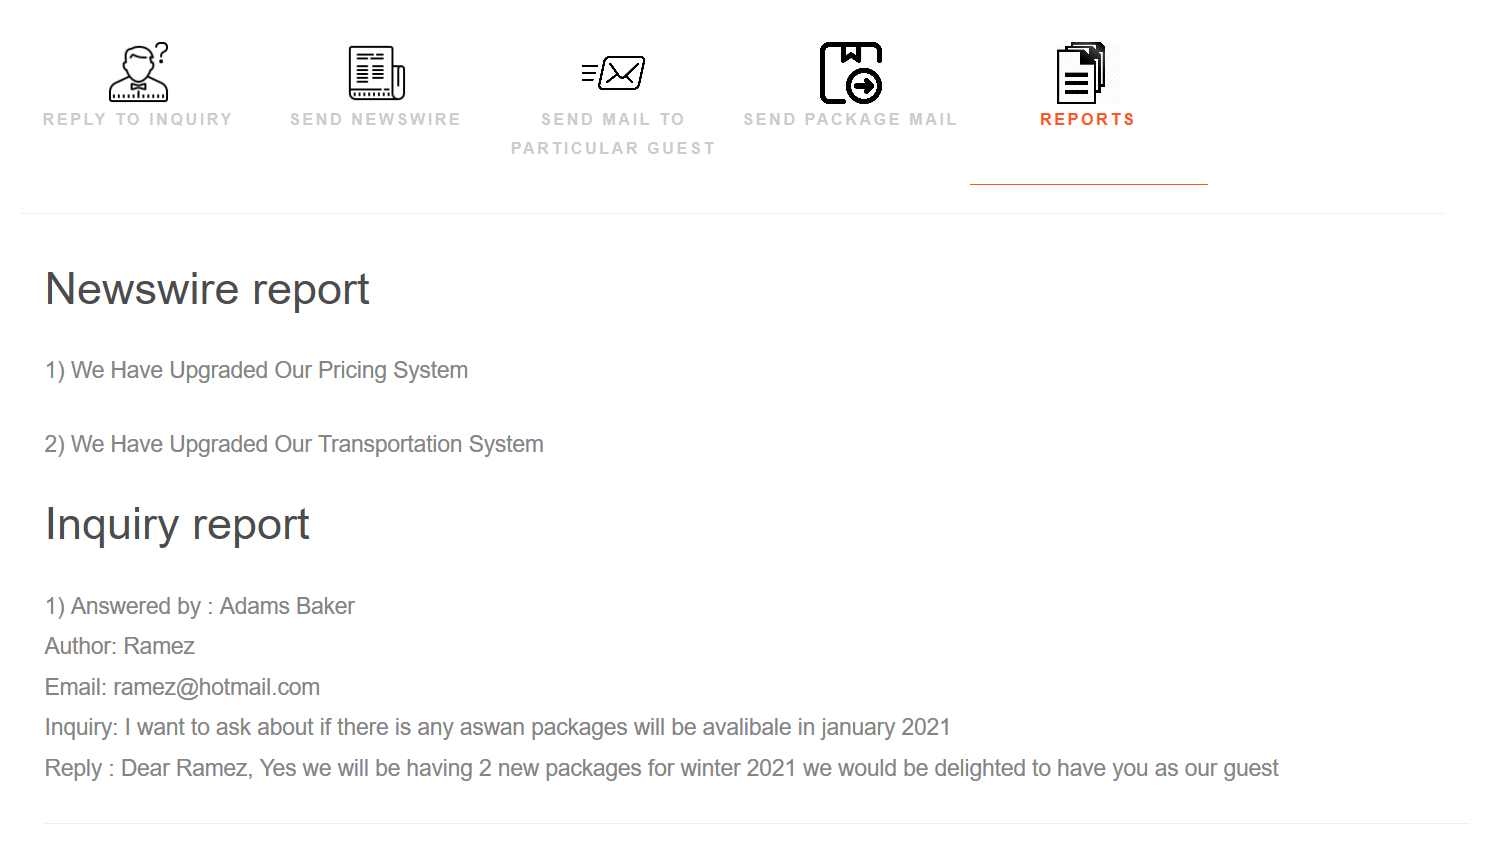 REPLY TO INQUIRY
SEND NEWSWIRE
SEND MAIL TO
PARTICULAR GUEST
SEND PACKAGE MAIL
REPORTS
Newswire report
1) We Have Upgraded Our Pricing System
2) We Have Upgraded Our Transportation System
Inquiry report
1) Answered by : Adams Baker
Author: Ramez
Email: ramez@hotmail.com
Inquiry: I want to ask about if there is any aswan packages will be avalibale in january 2021
Reply : Dear Ramez, Yes we will be having 2 new packages for winter 2021 we would be delighted to have you as our guest